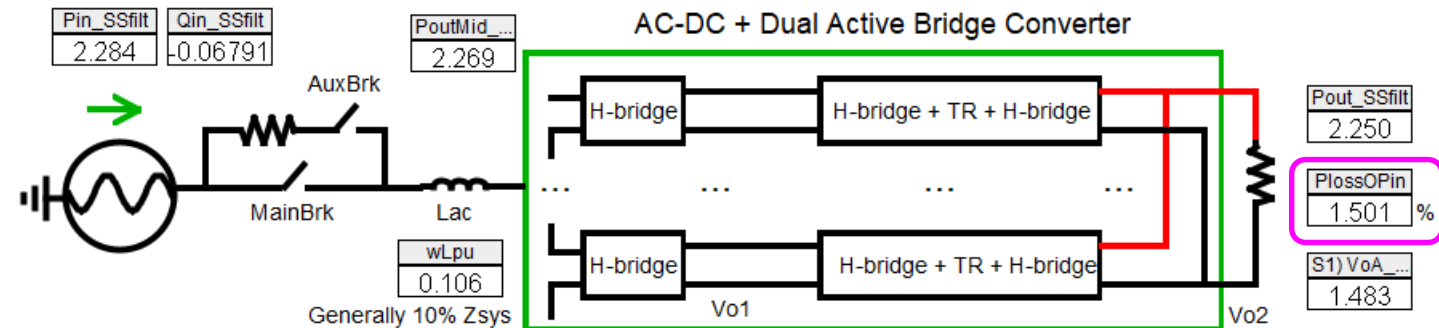 Pin_SSfilt
2.284
Qin_SSfilt
-0.06791
PoutMid_...
2.269
AC-DC + Dual Active Bridge Converter
AuxBrk
MainBrk
Lac
wLpu
0.106
Generally 10% Zsys
H-bridge
H-bridge + TR + H-bridge
...
...
...
...
H-bridge
H-bridge + TR + H-bridge
Vo1
Vo2
Pout_SSfilt
2.250
PlossOPin
1.501 %
S1) VoA_...
1.483